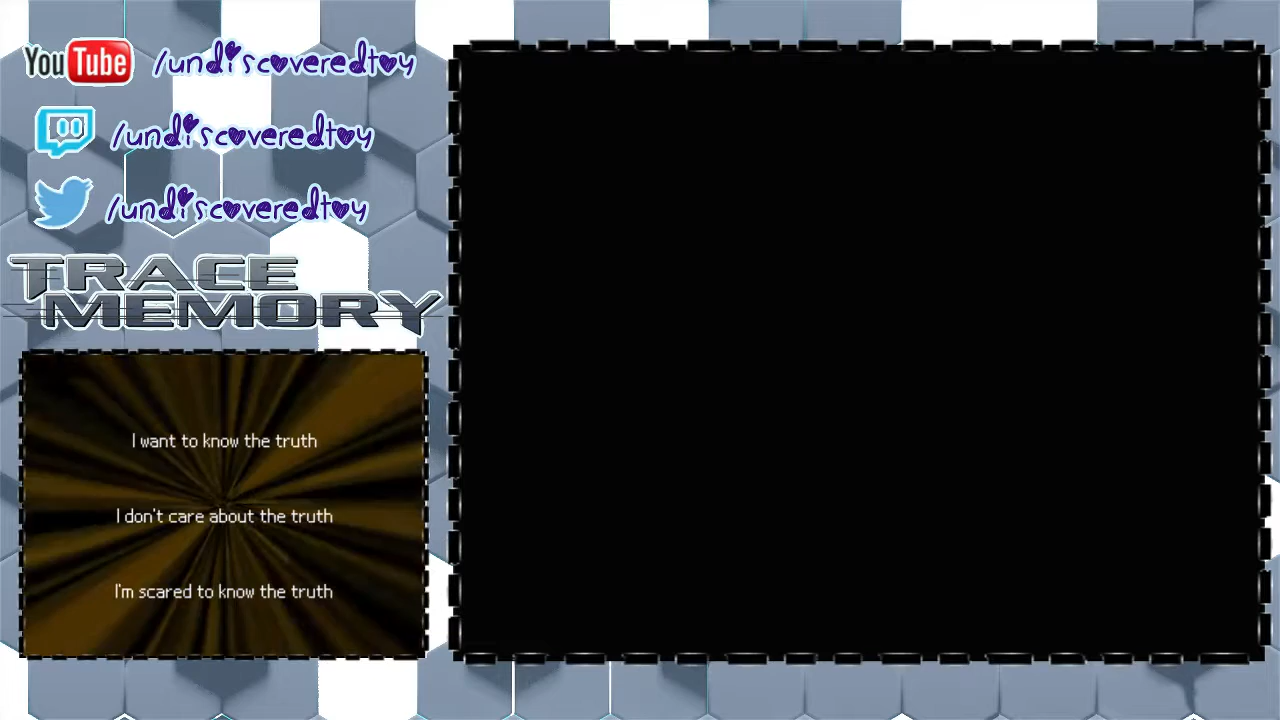 YouTube /undiscoveredtoy
/undiscoveredtoy
/undiscoveredtoy
TRACE
MEMORY
I want to know the truth
I don't care about the truth
I'm scared to know the truth